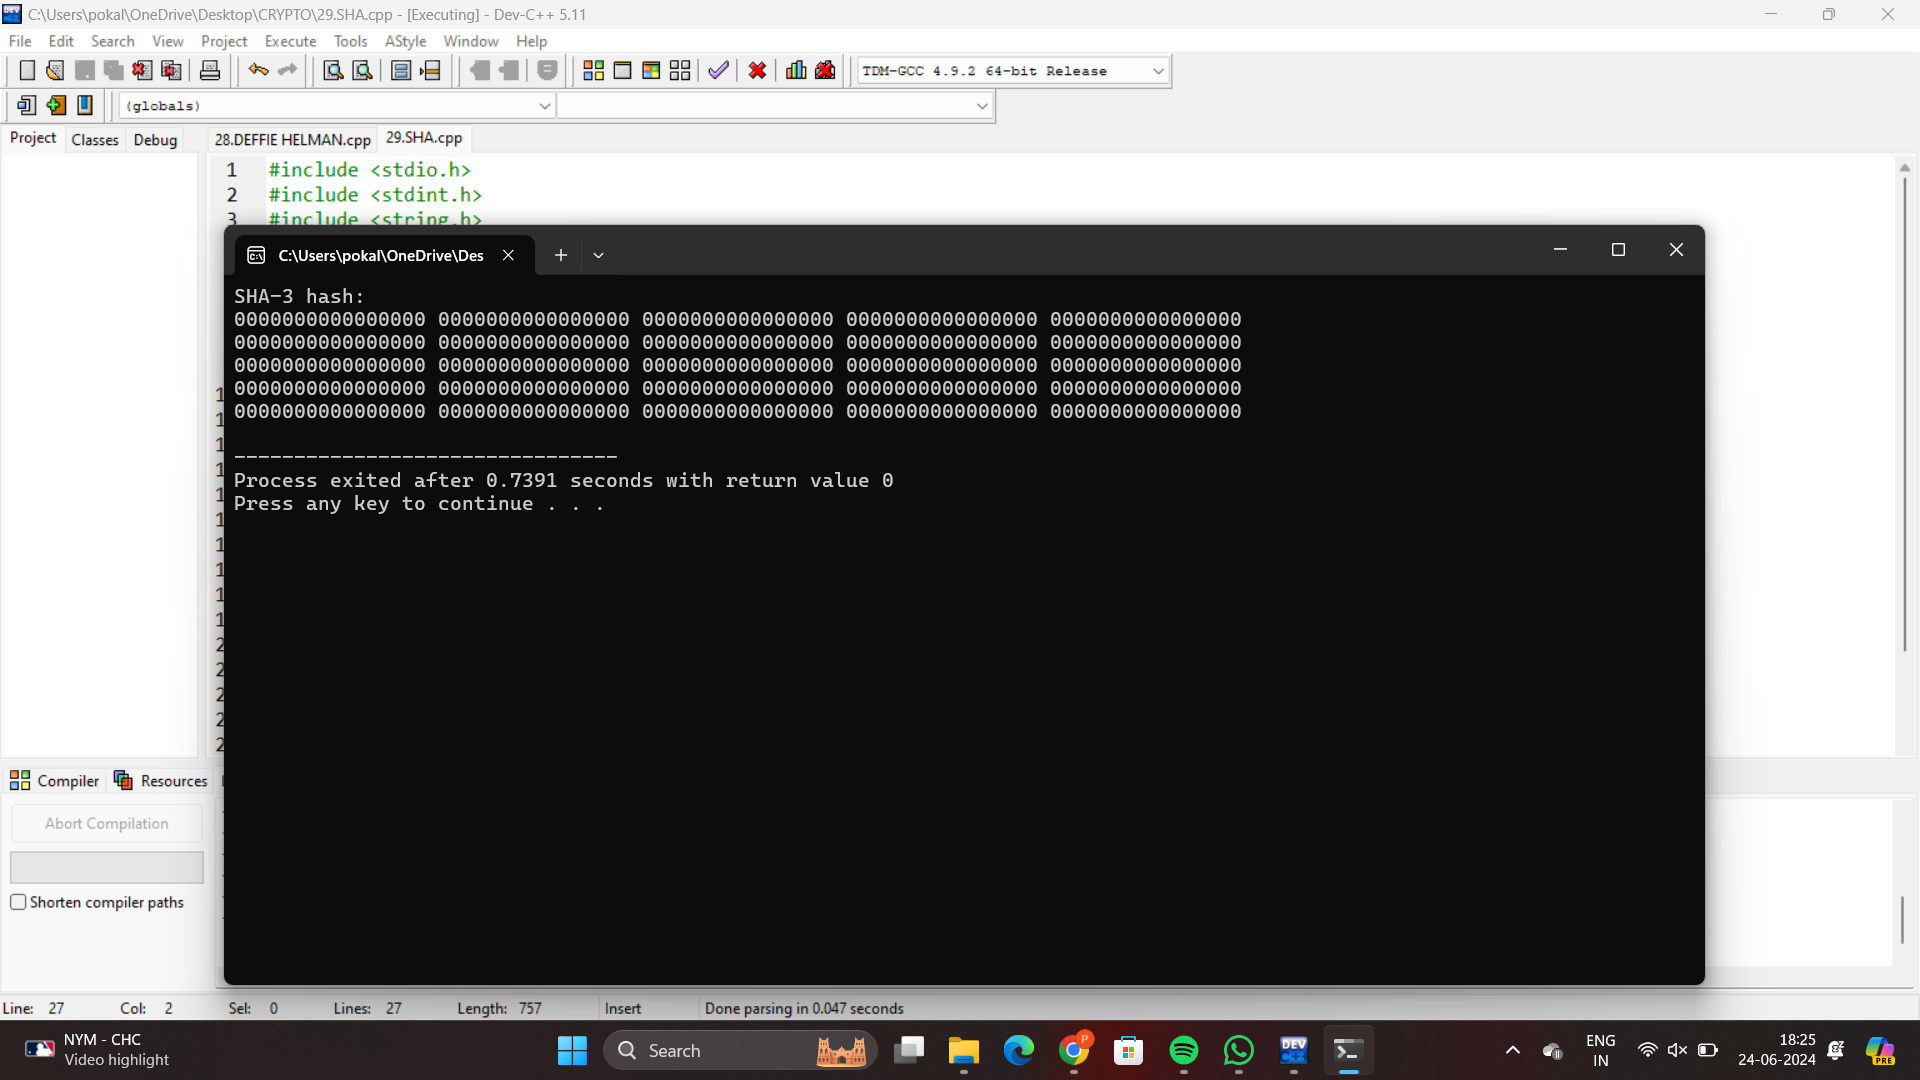 C:\Users\pokal\OneDrive\Desktop\CRYPTO\29.SHA.cpp - [Executing] - Dev-C++ 5.11
File Edit Search View Project Execute Tools AStyle Window Help
TDM-GCC 4.9.2 64-bit Release
(globals)
Project Classes Debug 28.DEFFIE HELMAN.cpp 29.SHA.cpp
1 #include <stdio.h>
2 #include <stdint.h>
3 #include <string.h>
C:\Users\pokal\OneDrive\Des
SHA-3 hash:
0000000000000000 0000000000000000 0000000000000000 0000000000000000 0000000000000000
0000000000000000 0000000000000000 0000000000000000 0000000000000000 0000000000000000
0000000000000000 0000000000000000 0000000000000000 0000000000000000 0000000000000000
0000000000000000 0000000000000000 0000000000000000 0000000000000000 0000000000000000
0000000000000000 0000000000000000 0000000000000000 0000000000000000 0000000000000000
--------------------------------
Process exited after 0.7391 seconds with return value 0
Press any key to continue . . .
Compiler Resources
Abort Compilation
Shorten compiler paths
Line: 27 Col: 2 Sel: 0 Lines: 27 Length: 757 Insert Done parsing in 0.047 seconds
NYM - CHC
Video highlight
Search
DEV
ENG
IN
18:25
24-06-2024
PRE